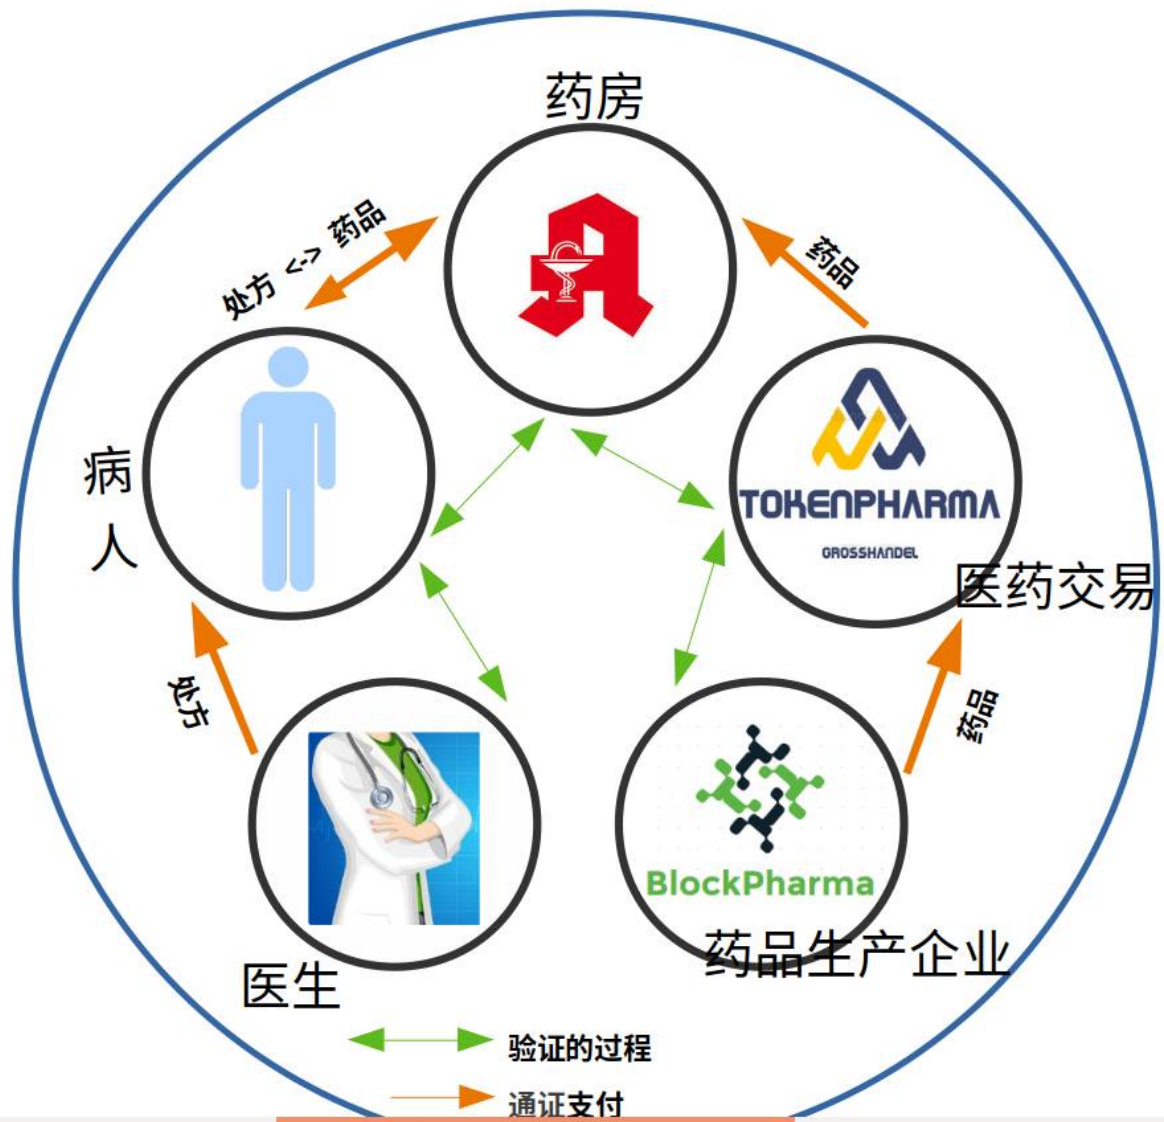 药房
处方 <-> 药品
药品
病
人
TOKENPHARMA
GROSSHANDEL
医药交易
处方
药品
BlockPharma
药品生产企业
医生
验证的过程
通证支付